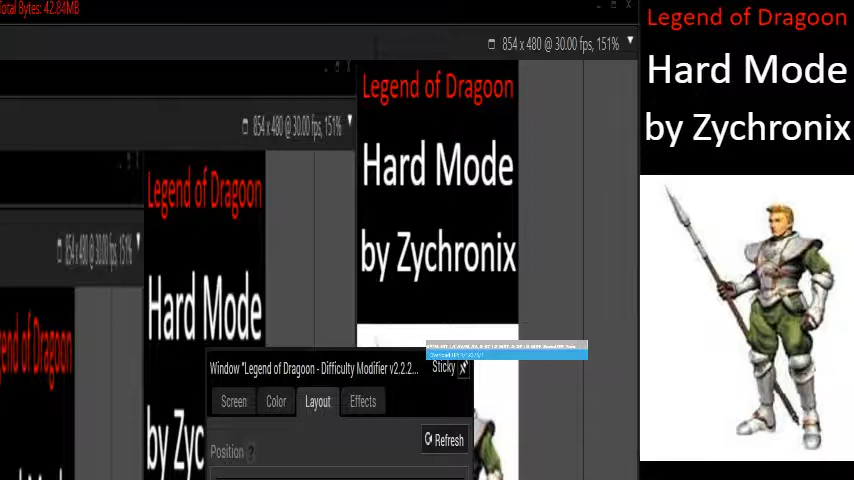 Total Bytes: 42.84MB
854 x 480 @ 30.00 fps, 151%
Legend of Dragoon
Hard Mode
by Zychronix
854 x 480 @ 30.00 fps, 151%
Legend of Dragoon
Hard Mode
by Zychronix
854 x 480 @ 30.00 fps, 151%
Legend of Dragoon
Hard Mode
by Zyc
end of Dragoon
Window "Legend of Dragoon - Difficulty Modifier v2.2.2...
Sticky
Screen
Color
Layout
Effects
Refresh
Position ?